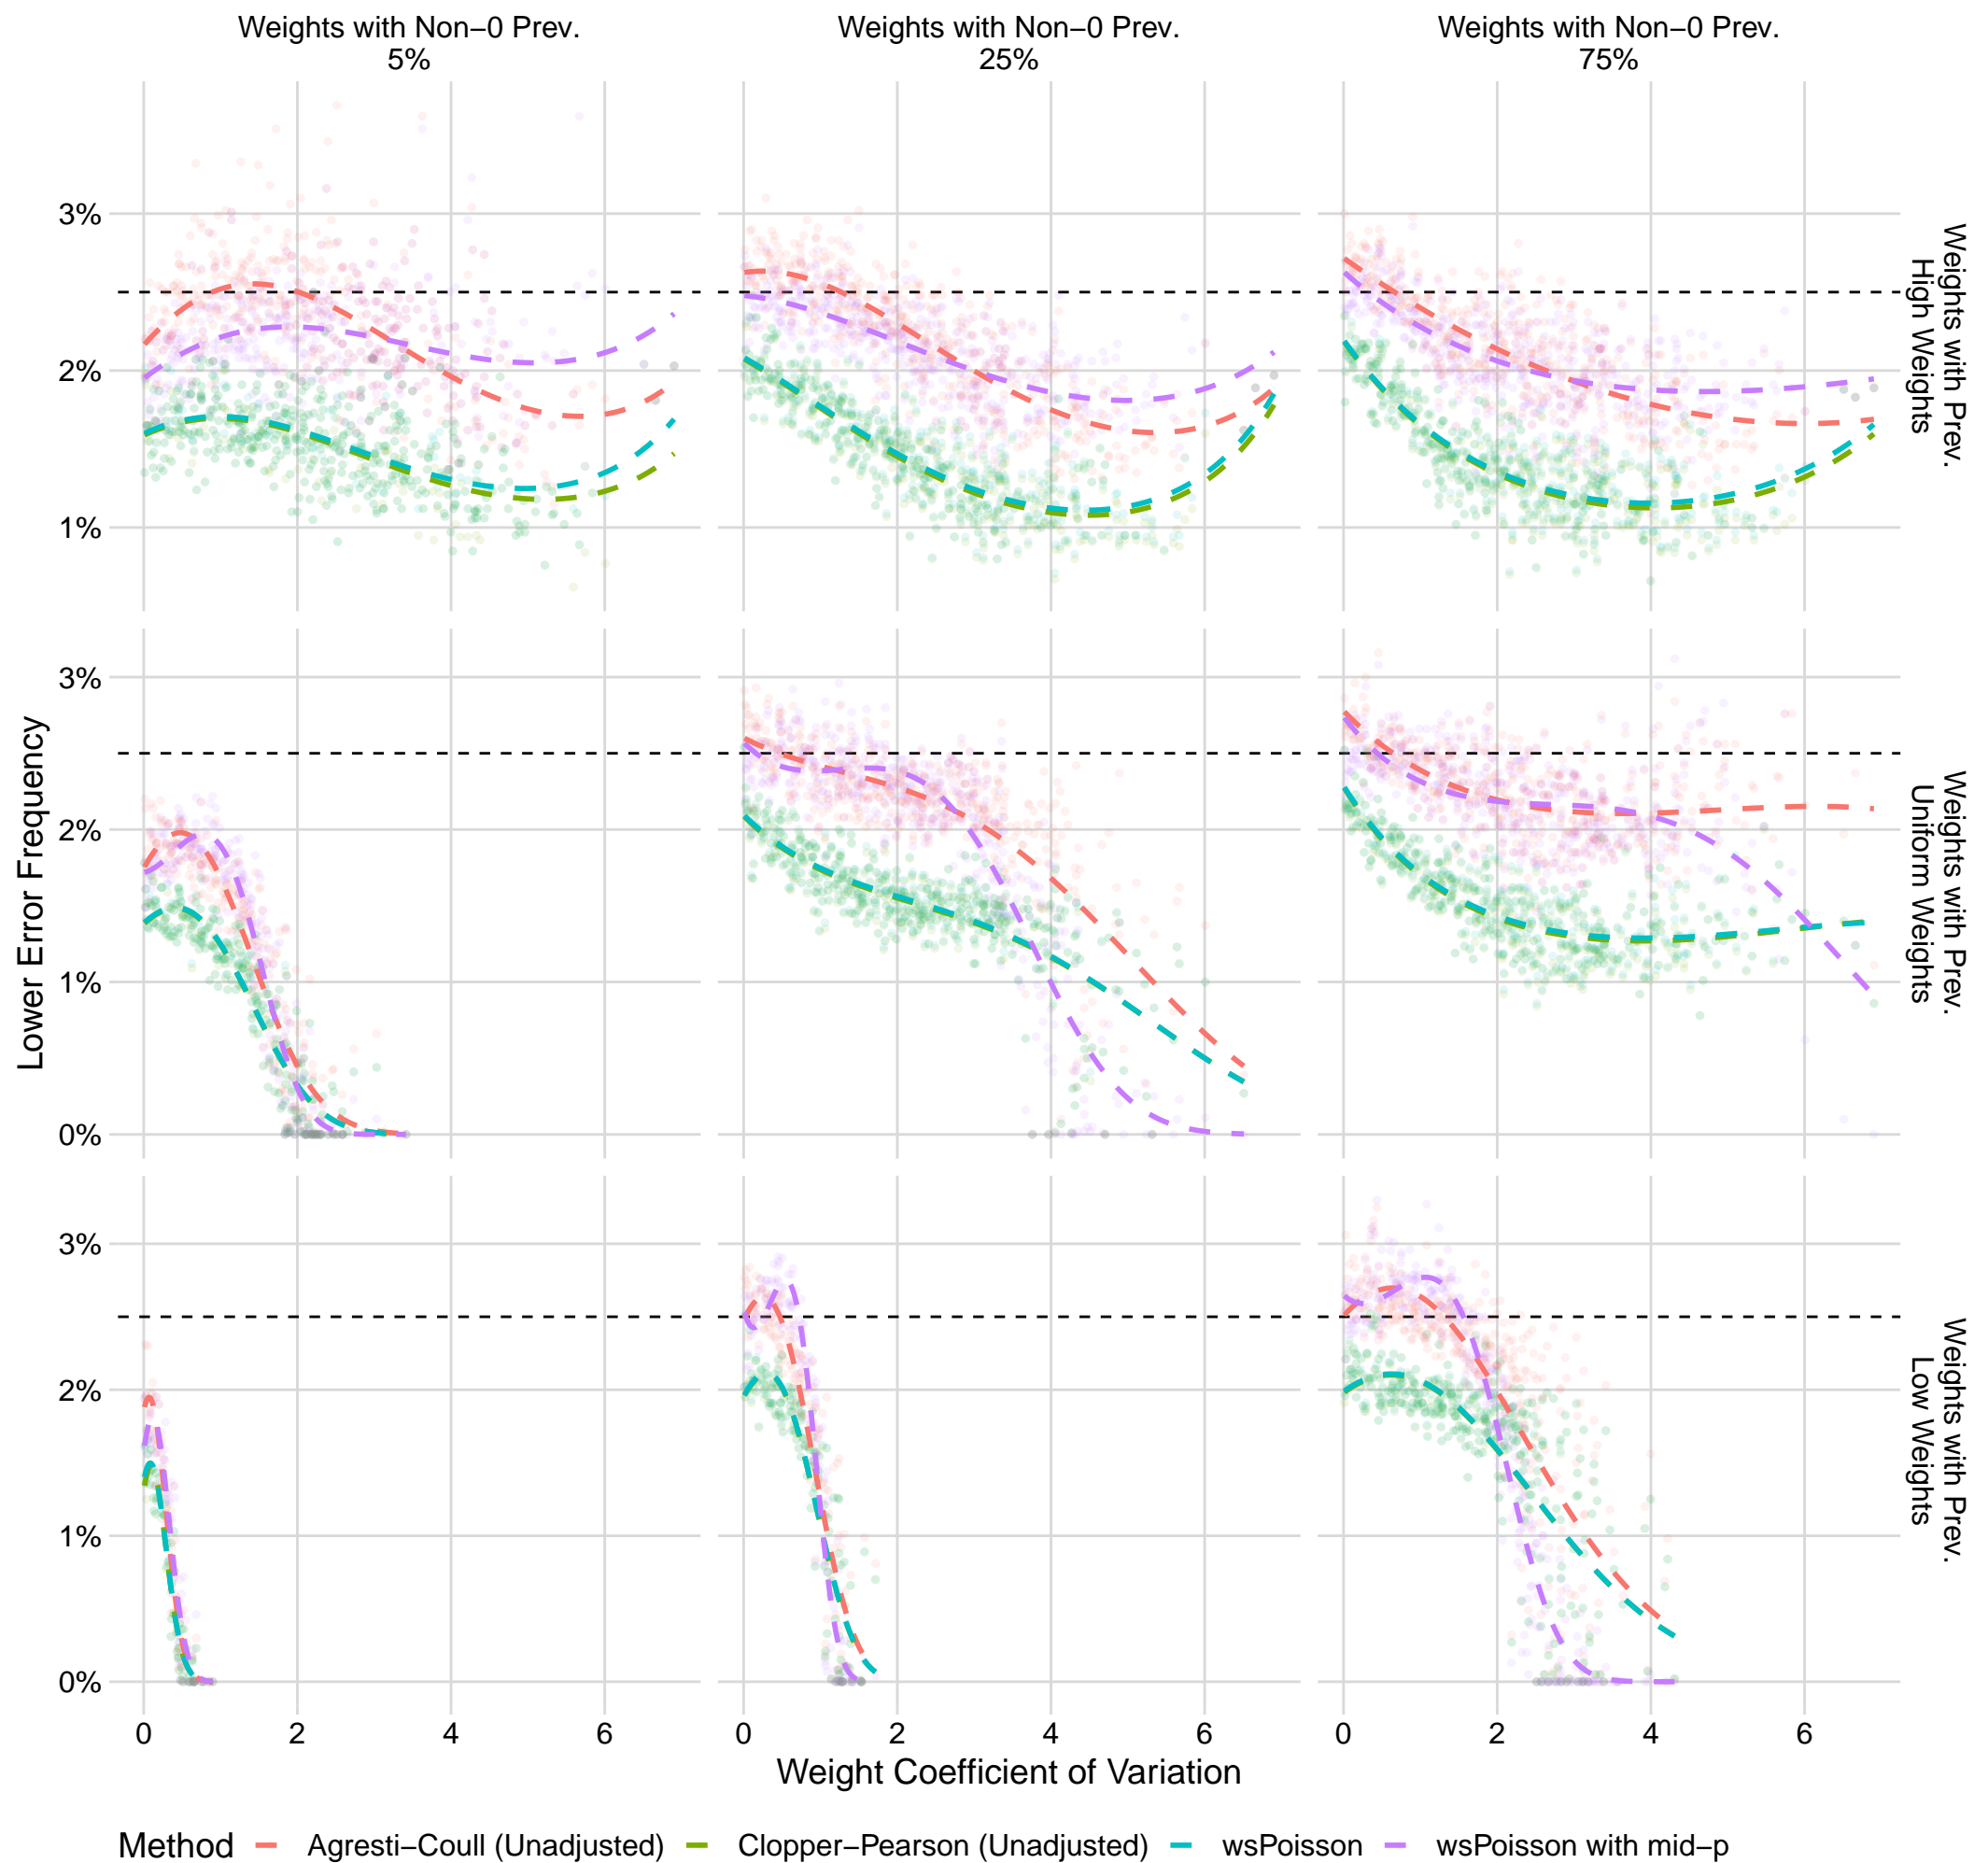 Weights with Non−0 Prev.
5%
Weights with Non−0 Prev.
25%
Weights with Non−0 Prev.
75%
3%
2%
1%
Weights with Prev.
High Weights
3%
2%
1%
0%
Weights with Prev.
Uniform Weights
3%
2%
1%
0%
Weights with Prev.
Low Weights
Lower Error Frequency
0 2 4 6
0 2 4 6
0 2 4 6
Weight Coefficient of Variation
Method Agresti−Coull (Unadjusted) Clopper−Pearson (Unadjusted) wsPoisson wsPoisson with mid−p